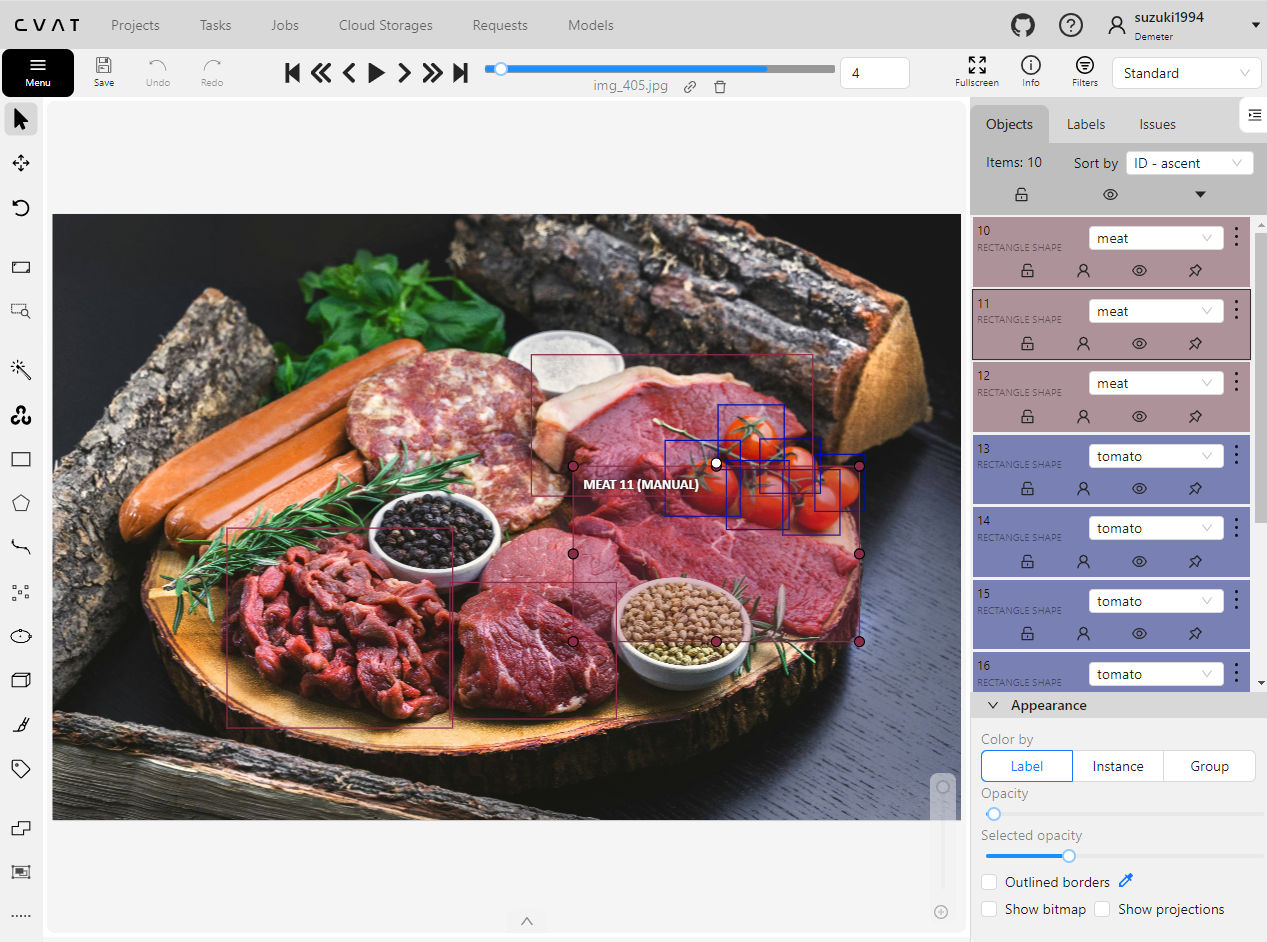 CVAT
Projects
Tasks
Jobs
Cloud Storages
Requests
Models
suzuki1994
Demeter
Menu
Save
Undo
Redo
img_405.jpg
4
Fullscreen
Info
Filters
Standard
Objects
Labels
Issues
Items: 10
Sort by
ID - ascent
10
RECTANGLE SHAPE
meat
11
RECTANGLE SHAPE
meat
12
RECTANGLE SHAPE
meat
13
RECTANGLE SHAPE
tomato
14
RECTANGLE SHAPE
tomato
15
RECTANGLE SHAPE
tomato
16
RECTANGLE SHAPE
tomato
MEAT 11 (MANUAL)
Appearance
Color by
Label
Instance
Group
Opacity
Selected opacity
Outlined borders
Show bitmap
Show projections